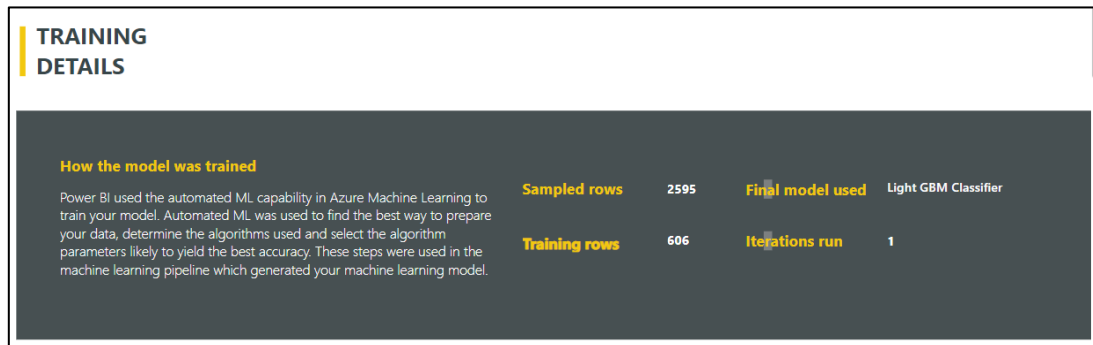 TRAINING
DETAILS
How the model was trained
Power BI used the automated ML capability in Azure Machine Learning to
train your model. Automated ML was used to find the best way to prepare
your data, determine the algorithms used and select the algorithm
parameters likely to yield the best accuracy. These steps were used in the
machine learning pipeline which generated your machine learning model.
Sampled rows 2595 Final model used Light GBM Classifier
Training rows 606 Iterations run 1